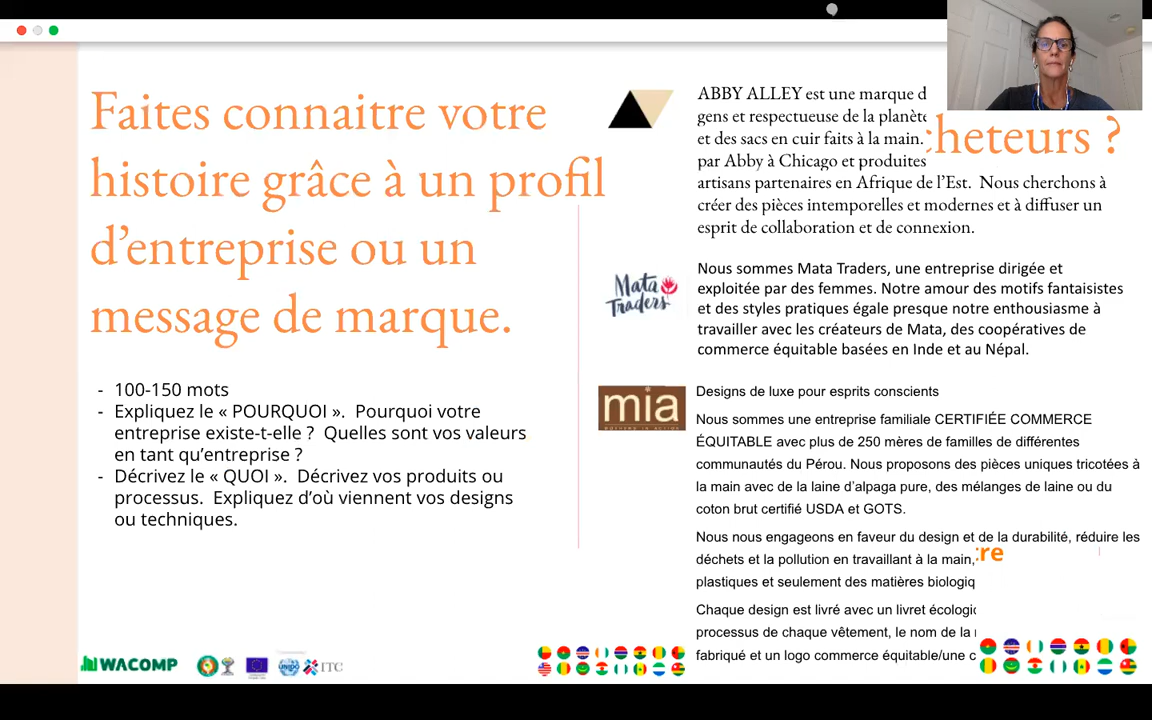 Faites connaitre votre
histoire grâce à un profil
d’entreprise ou un
message de marque.
- 100-150 mots
- Expliquez le « POURQUOI ». Pourquoi votre
entreprise existe-t-elle ? Quelles sont vos valeurs
en tant qu’entreprise ?
- Décrivez le « QUOI ». Décrivez vos produits ou
processus. Expliquez d’où viennent vos designs
ou techniques.
ABBY ALLEY est une marque d
gens et respectueuse de la planète
et des sacs en cuir faits à la main.
par Abby à Chicago et produites
artisans partenaires en Afrique de l’Est. Nous cherchons à
créer des pièces intemporelles et modernes et à diffuser un
esprit de collaboration et de connexion.
cheteurs ?
Mata
Traders
Nous sommes Mata Traders, une entreprise dirigée et
exploitée par des femmes. Notre amour des motifs fantaisistes
et des styles pratiques égale presque notre enthousiasme à
travailler avec les créateurs de Mata, des coopératives de
commerce équitable basées en Inde et au Népal.
mia
MOTHERS IN ACTION
Designs de luxe pour esprits conscients
Nous sommes une entreprise familiale CERTIFIÉE COMMERCE
ÉQUITABLE avec plus de 250 mères de familles de différentes
communautés du Pérou. Nous proposons des pièces uniques tricotées à
la main avec de la laine d’alpaga pure, des mélanges de laine ou du
coton brut certifié USDA et GOTS.
Nous nous engageons en faveur du design et de la durabilité, réduire les
déchets et la pollution en travaillant à la main,
plastiques et seulement des matières biologiq
Chaque design est livré avec un livret écologic
processus de chaque vêtement, le nom de la
fabriqué et un logo commerce équitable/une c
tre
WACOMP
UNIDO
ITC